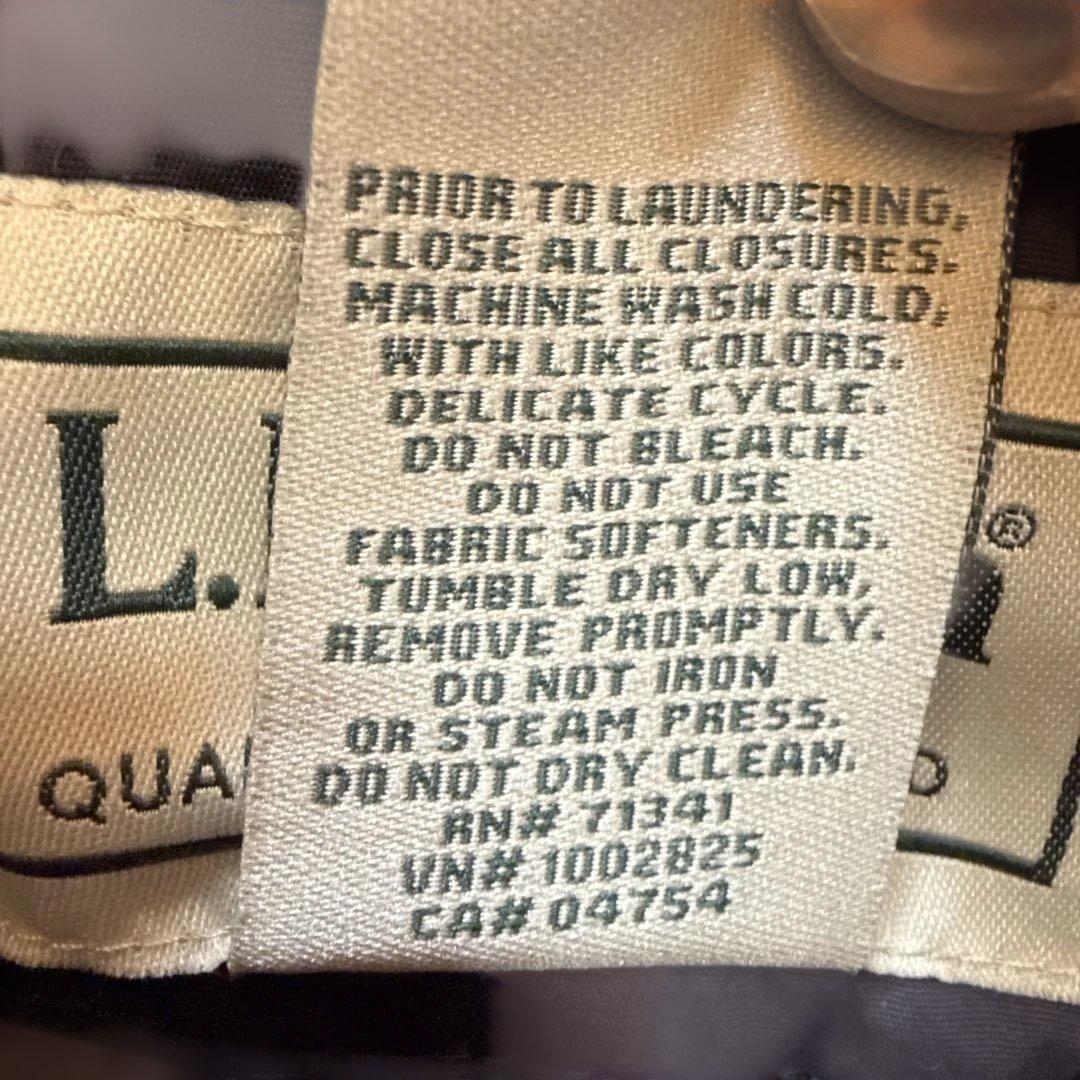 PRIOR TO LAUNDERING,
CLOSE ALL CLOSURES.
MACHINE WASH COLD,
WITH LIKE COLORS.
DELICATE CYCLE.
DO NOT BLEACH.
DO NOT USE
FABRIC SOFTENERS.
TUMBLE DRY LOW,
REMOVE PROMPTLY.
DO NOT IRON
OR STEAM PRESS.
DO NOT DRY CLEAN.
RN# 71341
VN# 1002825
CA# 04754
L.
®